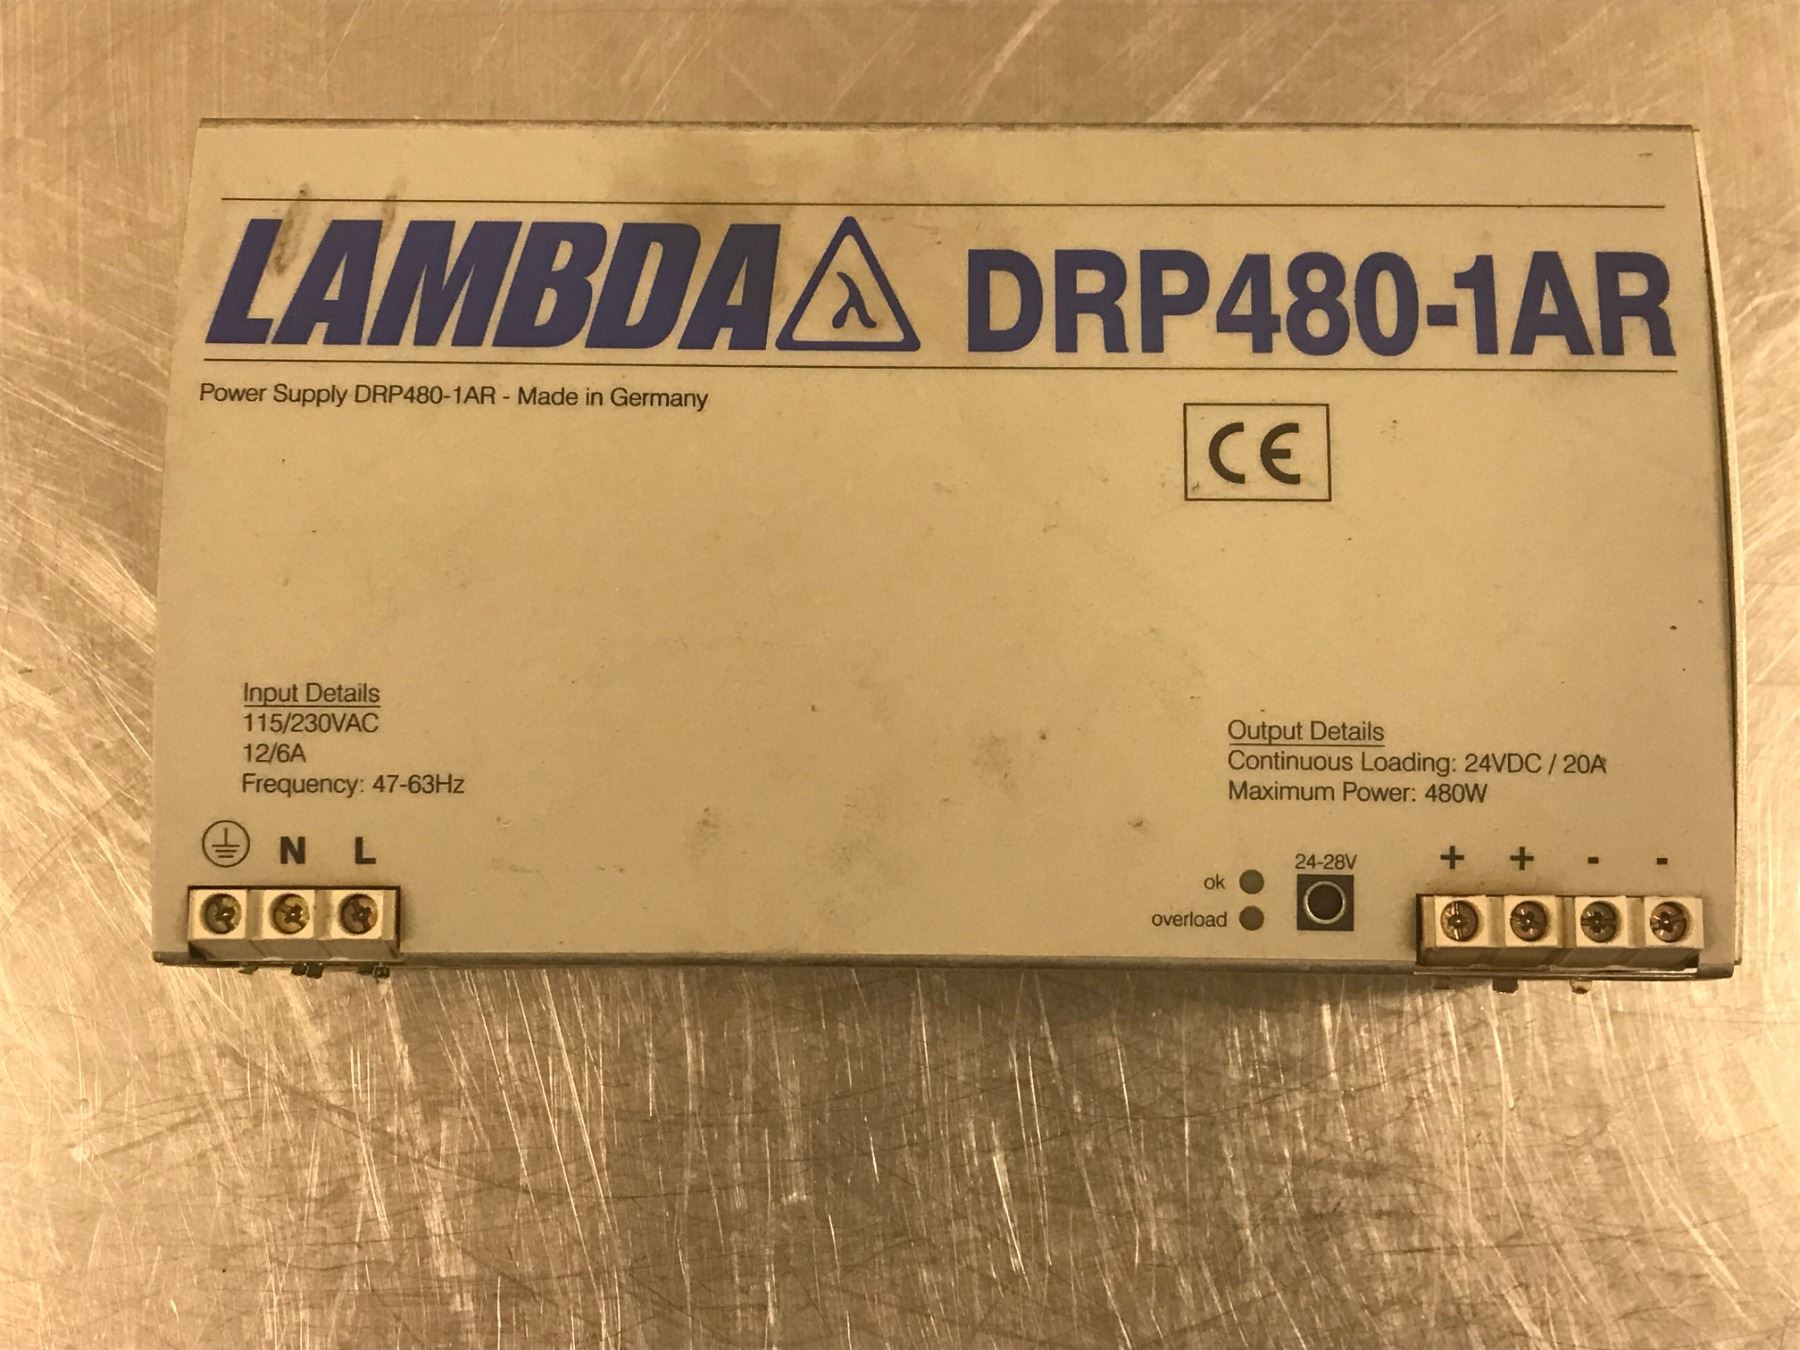 LAMBDA λ DRP480-1AR
Power Supply DRP480-1AR - Made in Germany
CE
Input Details
115/230VAC
12/6A
Frequency: 47-63Hz
N L
Output Details
Continuous Loading: 24VDC / 20A
Maximum Power: 480W
24-28V
+ + - -
ok
overload